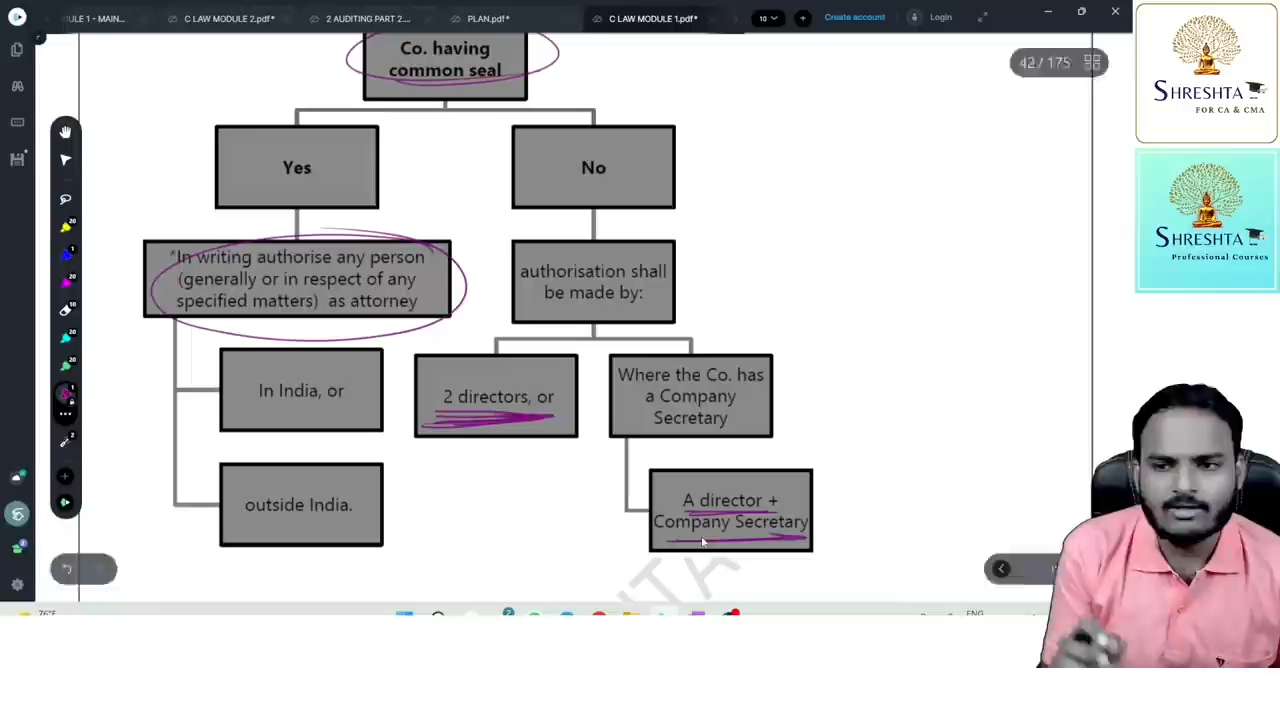 C LAW MODULE 2.pdf*
2 AUDITING PART 2....
PLAN.pdf*
C LAW MODULE 1.pdf*
10
Create account
Login
42 / 175
Co. having
common seal
Yes
No
*In writing authorise any person
(generally or in respect of any
specified matters) as attorney
authorisation shall
be made by:
In India, or
outside India.
2 directors, or
Where the Co. has
a Company
Secretary
A director +
Company Secretary
SHRESHTA
FOR CA & CMA
SHRESHTA
Professional Courses
76°F
ENG